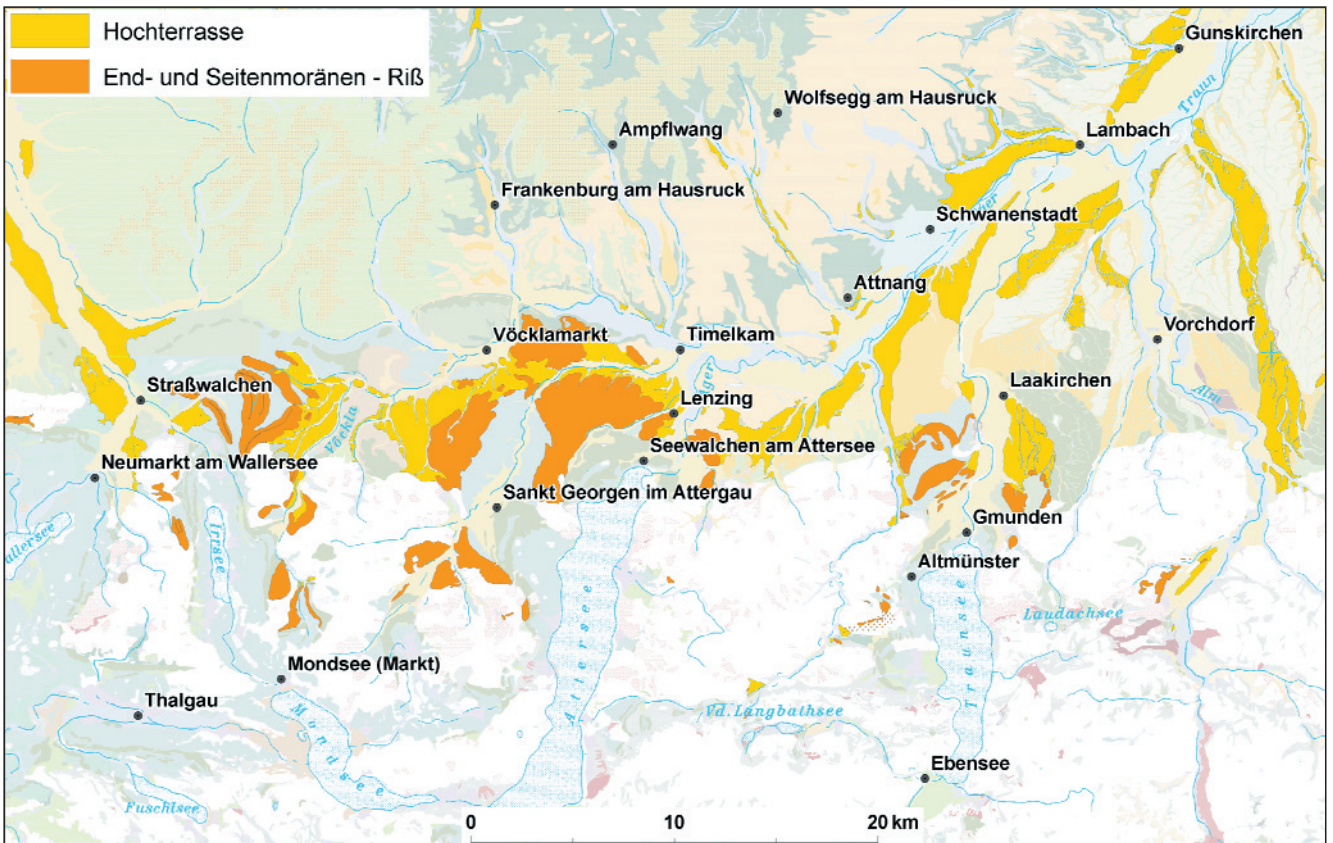 Hochterrasse
End- und Seitenmoränen - Riß
Gunskirchen
Traun
Wolfsegg am Hausruck
Ampflwang
Lambach
Frankenburg am Hausruck
Schwanenstadt
Attnang
Vöcklamarkt
Timelkam
Vorchdorf
Straßwalchen
Laakirchen
Alm
Lenzing
Vöckla
Seewalchen am Attersee
Neumarkt am Wallersee
Sankt Georgen im Attergau
Gmunden
Irrsee
allersee
Altmünster
Laudachsee
Mondsee (Markt)
Attersee
Traunsee
Thalgau
Vd. Langbathsee
Mondsee
Ebensee
Fuschlsee
0 10 20 km